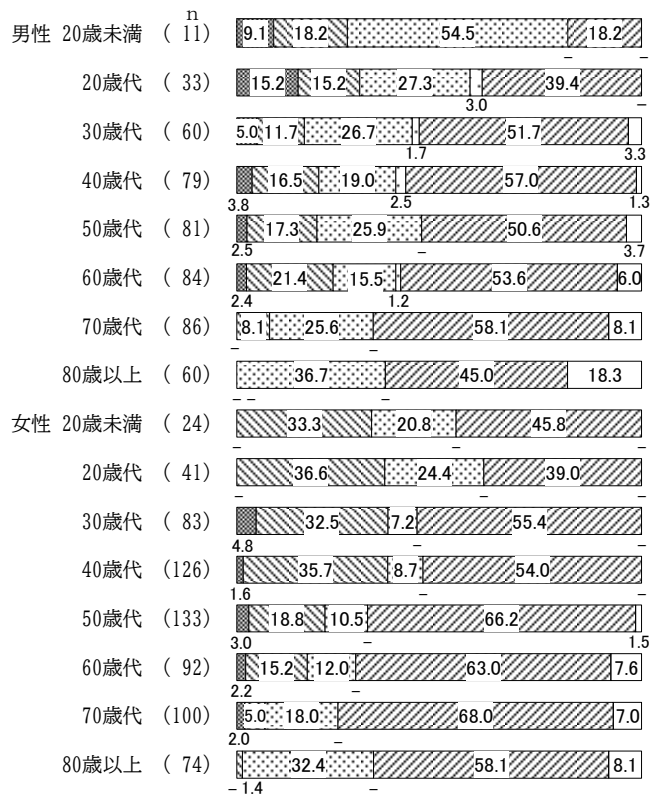 n
男性 20歳未満 ( 11) 9.1 18.2 54.5 18.2
- -
20歳代 ( 33) 15.2 15.2 27.3 39.4
3.0 -
30歳代 ( 60) 5.0 11.7 26.7 51.7
1.7 3.3
40歳代 ( 79) 16.5 19.0 57.0
3.8 2.5 1.3
50歳代 ( 81) 17.3 25.9 50.6
2.5 - 3.7
60歳代 ( 84) 21.4 15.5 53.6 6.0
2.4 1.2
70歳代 ( 86) 8.1 25.6 58.1 8.1
- -
80歳以上 ( 60) 36.7 45.0 18.3
- - -
女性 20歳未満 ( 24) 33.3 20.8 45.8
- - -
20歳代 ( 41) 36.6 24.4 39.0
- - -
30歳代 ( 83) 32.5 7.2 55.4
4.8 - -
40歳代 (126) 35.7 8.7 54.0
1.6 - -
50歳代 (133) 18.8 10.5 66.2
3.0 - 1.5
60歳代 ( 92) 15.2 12.0 63.0 7.6
2.2 -
70歳代 (100) 5.0 18.0 68.0 7.0
2.0 -
80歳以上 ( 74) 32.4 58.1 8.1
- 1.4 -